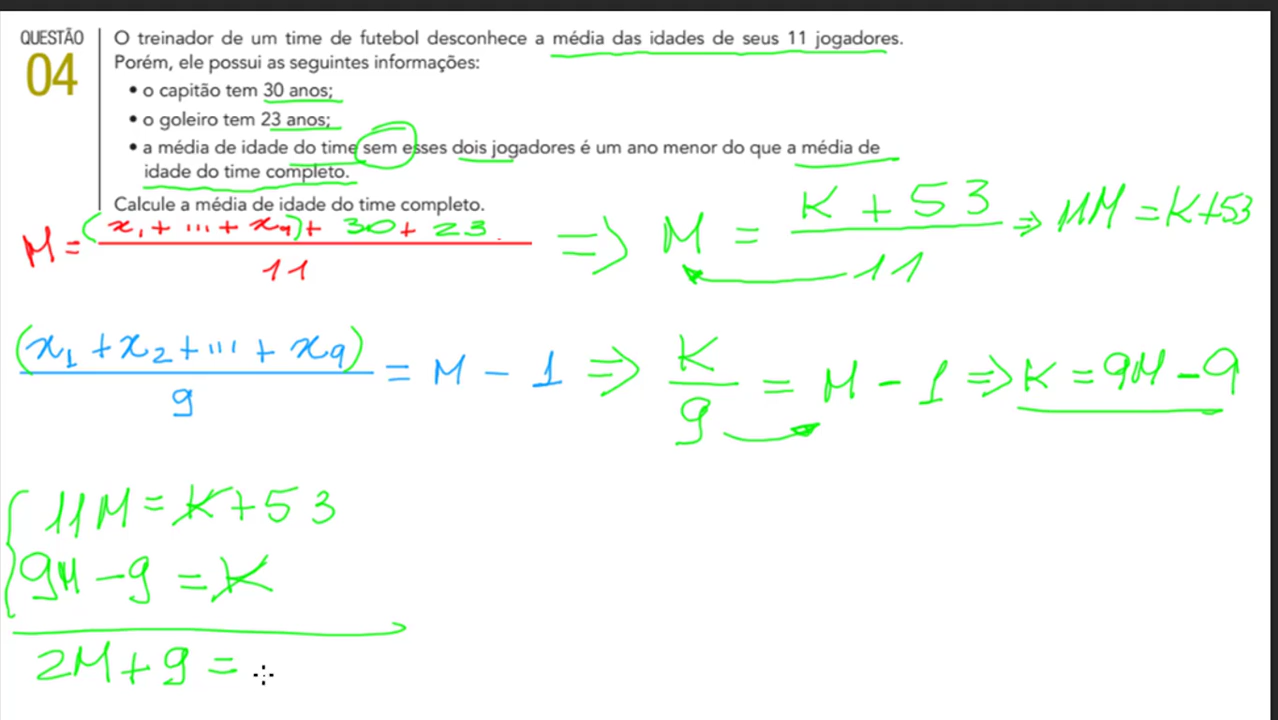 QUESTÃO
04
O treinador de um time de futebol desconhece a média das idades de seus 11 jogadores.
Porém, ele possui as seguintes informações:
• o capitão tem 30 anos;
• o goleiro tem 23 anos;
• a média de idade do time sem esses dois jogadores é um ano menor do que a média de
idade do time completo.
Calcule a média de idade do time completo.
M = (x₁ + ... + x₉) + 30 + 23 / 11 ⇒ M = K + 53 / 11 ⇒ 11M = K + 53
(x₁ + x₂ + ... + x₉) / 9 = M - 1 ⇒ K / 9 = M - 1 ⇒ K = 9M - 9
11M = K + 53
9M - 9 = K
2M + 9 =